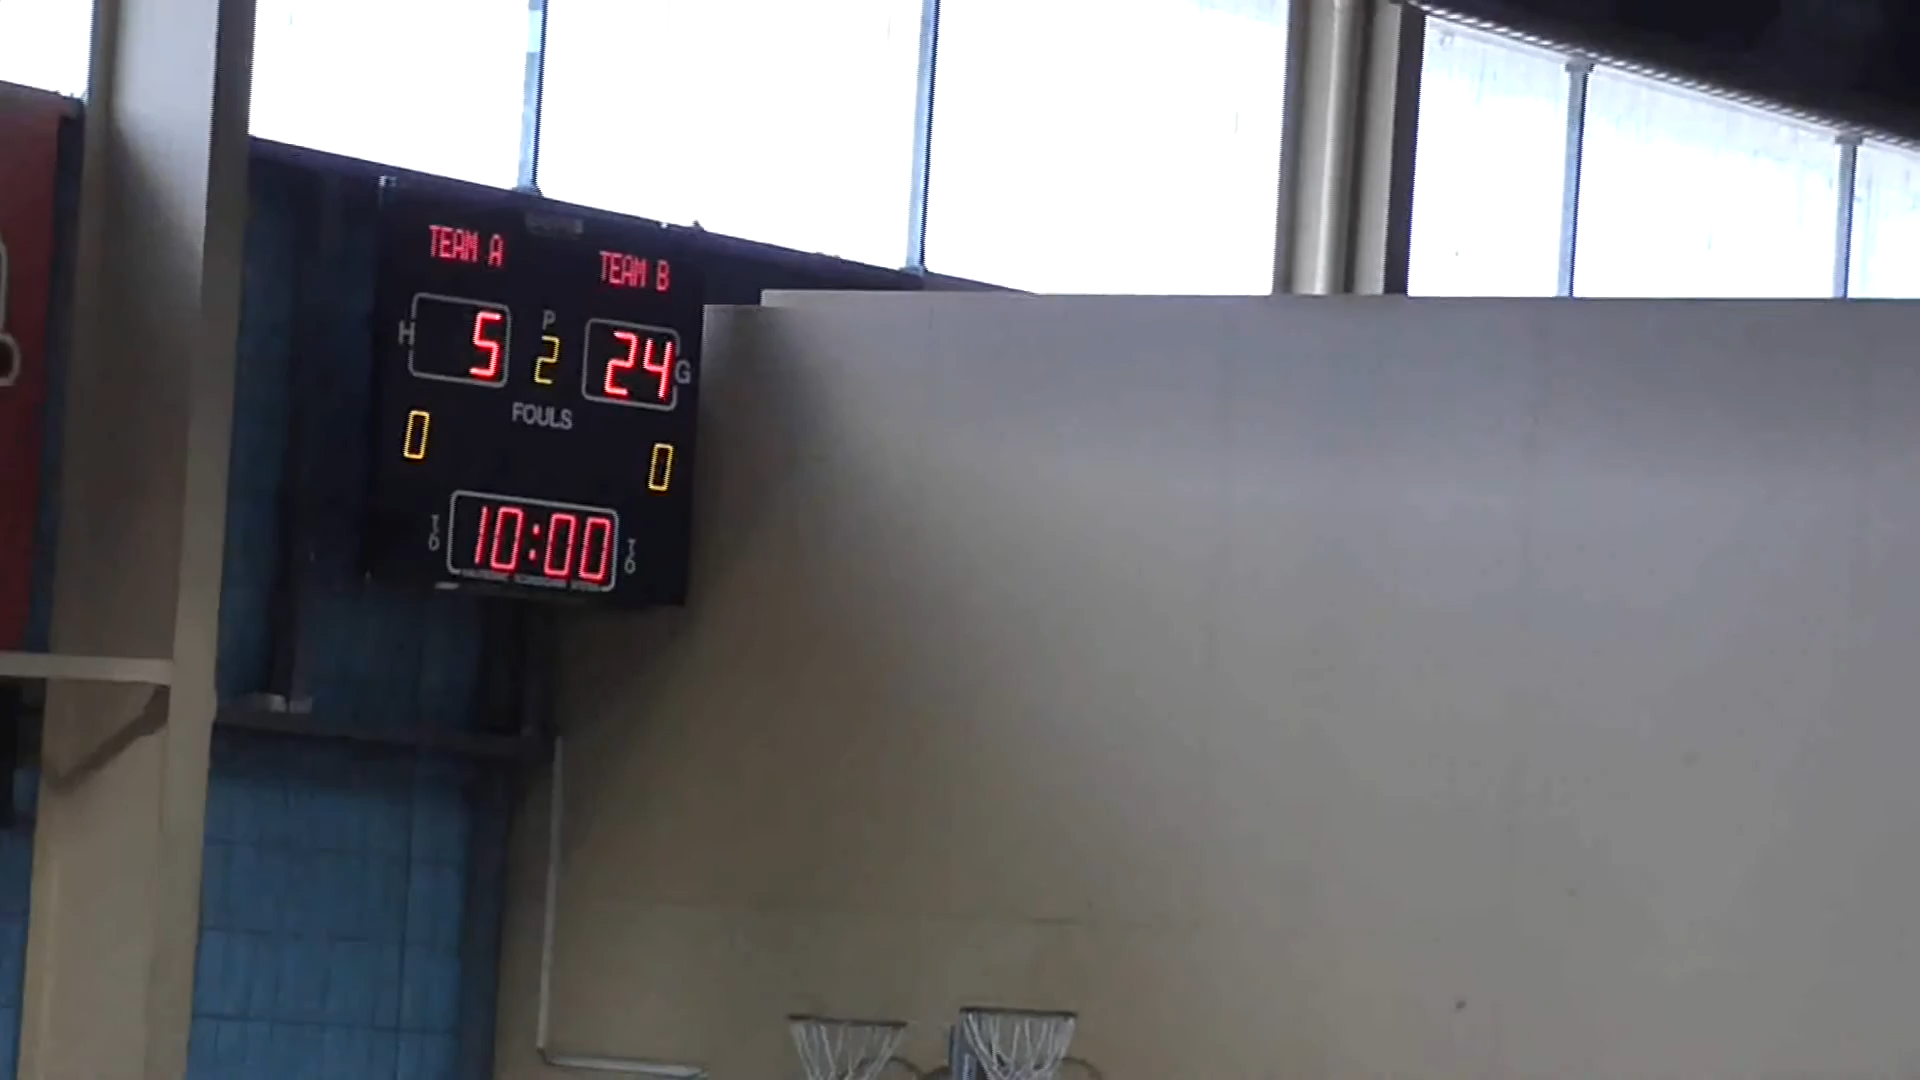 TEAM A TEAM B
H 5 P 2 24 G
FOULS
0 0
T O 10:00 T O